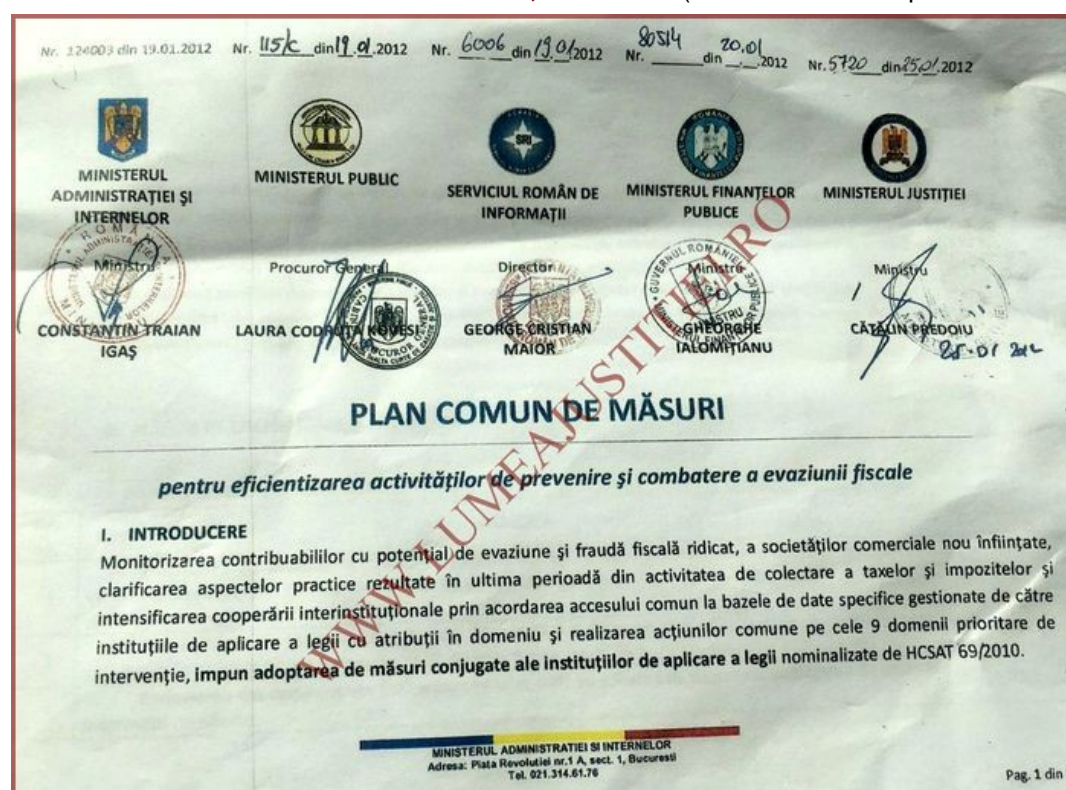 Nr. 124003 din 19.01.2012 Nr. 115/C din 19.01.2012 Nr. 6006 din 19.01.2012 Nr. 80514 din 20.01.2012 Nr. 5720 din 25.01.2012
MINISTERUL ADMINISTRAȚIEI ȘI INTERNELOR
MINISTERUL PUBLIC
SRI
SERVICIUL ROMÂN DE INFORMAȚII
MINISTERUL FINANȚELOR PUBLICE
MINISTERUL JUSTIȚIEI
Ministru
CONSTANTIN TRAIAN IGAȘ
Procuror General
LAURA CODRUȚA KOVESI
Director
GEORGE CRISTIAN MAIOR
Ministru
GHEORGHE IALOMIȚIANU
Ministru
CĂTĂLIN PREDOIU
25.01 2012
PLAN COMUN DE MĂSURI
pentru eficientizarea activităților de prevenire și combatere a evaziunii fiscale
I. INTRODUCERE
Monitorizarea contribuabililor cu potențial de evaziune și fraudă fiscală ridicat, a societăților comerciale nou înființate,
clarificarea aspectelor practice rezultate în ultima perioadă din activitatea de colectare a taxelor și impozitelor și
intensificarea cooperării interinstituționale prin acordarea accesului comun la bazele de date specifice gestionate de către
instituțiile de aplicare a legii cu atribuții în domeniu și realizarea acțiunilor comune pe cele 9 domenii prioritare de
intervenție, impun adoptarea de măsuri conjugate ale instituțiilor de aplicare a legii nominalizate de HCSAT 69/2010.
WWW.LUMEAJUSTITIEI.RO
MINISTERUL ADMINISTRATIEI SI INTERNELOR
Adresa: Piata Revolutiei nr.1 A, sect. 1, Bucuresti
Tel. 021.314.61.76
Pag. 1 din